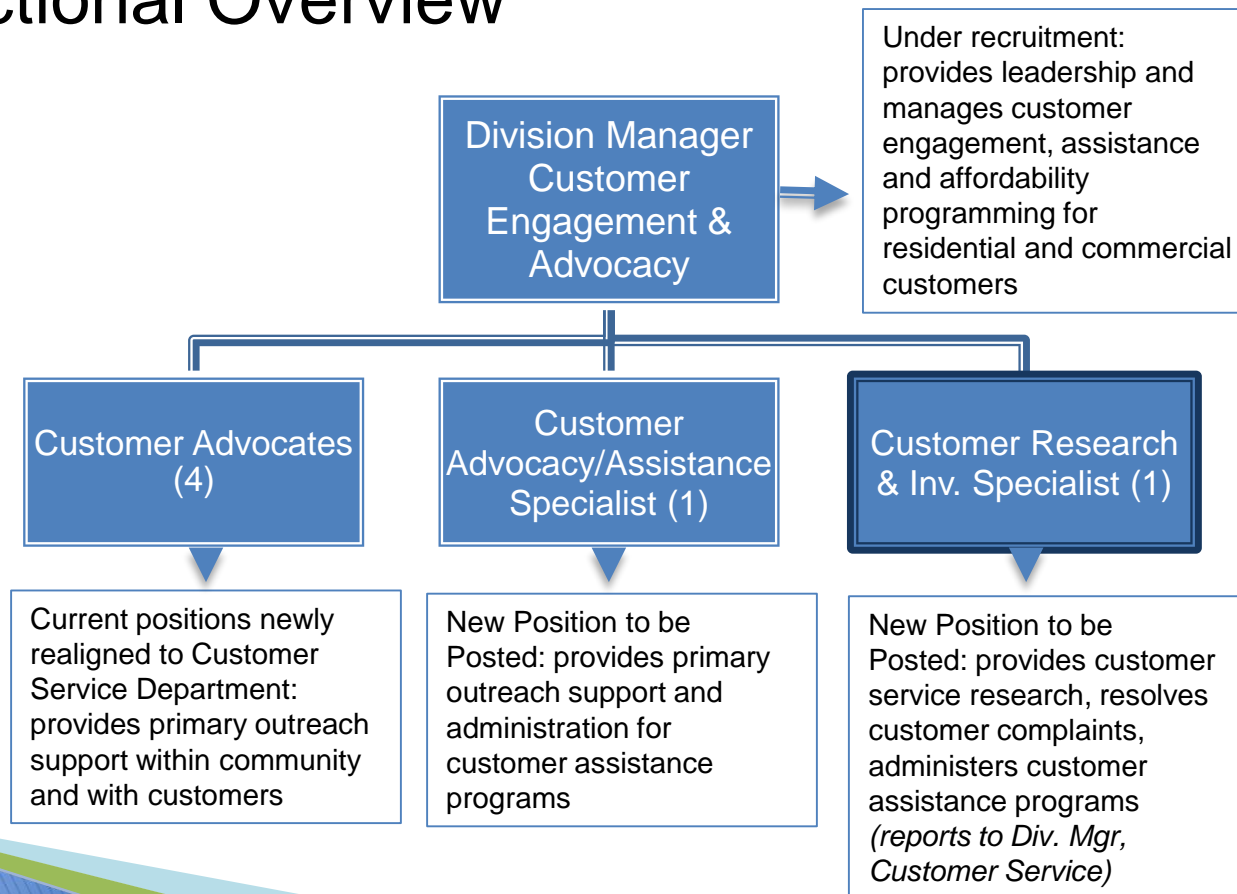 ctional Overview
Under recruitment:
provides leadership and
manages customer
engagement, assistance
and affordability
programming for
residential and commercial
customers
Division Manager
Customer
Engagement &
Advocacy
Customer Advocates
(4)
Customer
Advocacy/Assistance
Specialist (1)
Customer Research
& Inv. Specialist (1)
Current positions newly
realigned to Customer
Service Department:
provides primary outreach
support within community
and with customers
New Position to be
Posted: provides primary
outreach support and
administration for
customer assistance
programs
New Position to be
Posted: provides customer
service research, resolves
customer complaints,
administers customer
assistance programs
(reports to Div. Mgr,
Customer Service)